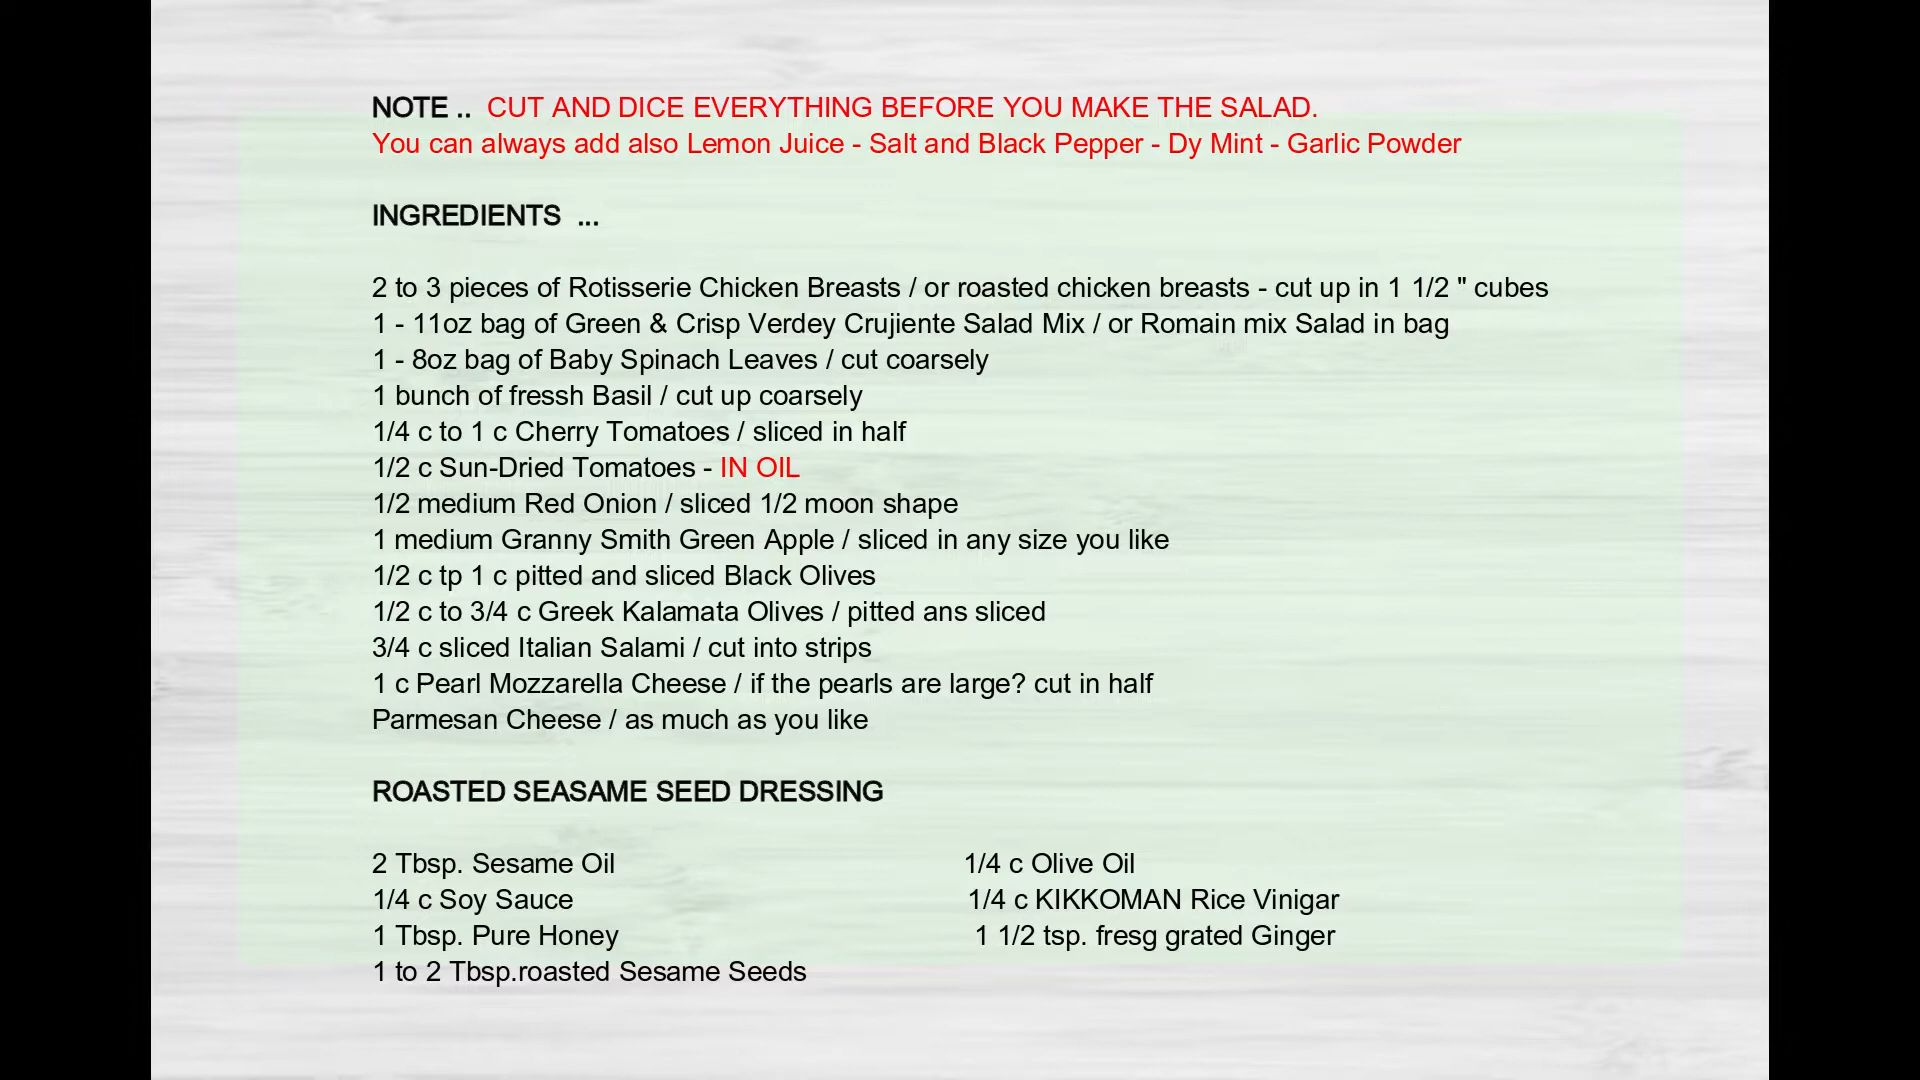 NOTE .. CUT AND DICE EVERYTHING BEFORE YOU MAKE THE SALAD.
You can always add also Lemon Juice - Salt and Black Pepper - Dy Mint - Garlic Powder
INGREDIENTS ...
2 to 3 pieces of Rotisserie Chicken Breasts / or roasted chicken breasts - cut up in 1 1/2 " cubes
1 - 11oz bag of Green & Crisp Verdey Crujiente Salad Mix / or Romain mix Salad in bag
1 - 8oz bag of Baby Spinach Leaves / cut coarsely
1 bunch of fressh Basil / cut up coarsely
1/4 c to 1 c Cherry Tomatoes / sliced in half
1/2 c Sun-Dried Tomatoes - IN OIL
1/2 medium Red Onion / sliced 1/2 moon shape
1 medium Granny Smith Green Apple / sliced in any size you like
1/2 c tp 1 c pitted and sliced Black Olives
1/2 c to 3/4 c Greek Kalamata Olives / pitted ans sliced
3/4 c sliced Italian Salami / cut into strips
1 c Pearl Mozzarella Cheese / if the pearls are large? cut in half
Parmesan Cheese / as much as you like
ROASTED SEASAME SEED DRESSING
2 Tbsp. Sesame Oil 1/4 c Olive Oil
1/4 c Soy Sauce 1/4 c KIKKOMAN Rice Vinigar
1 Tbsp. Pure Honey 1 1/2 tsp. fresg grated Ginger
1 to 2 Tbsp.roasted Sesame Seeds